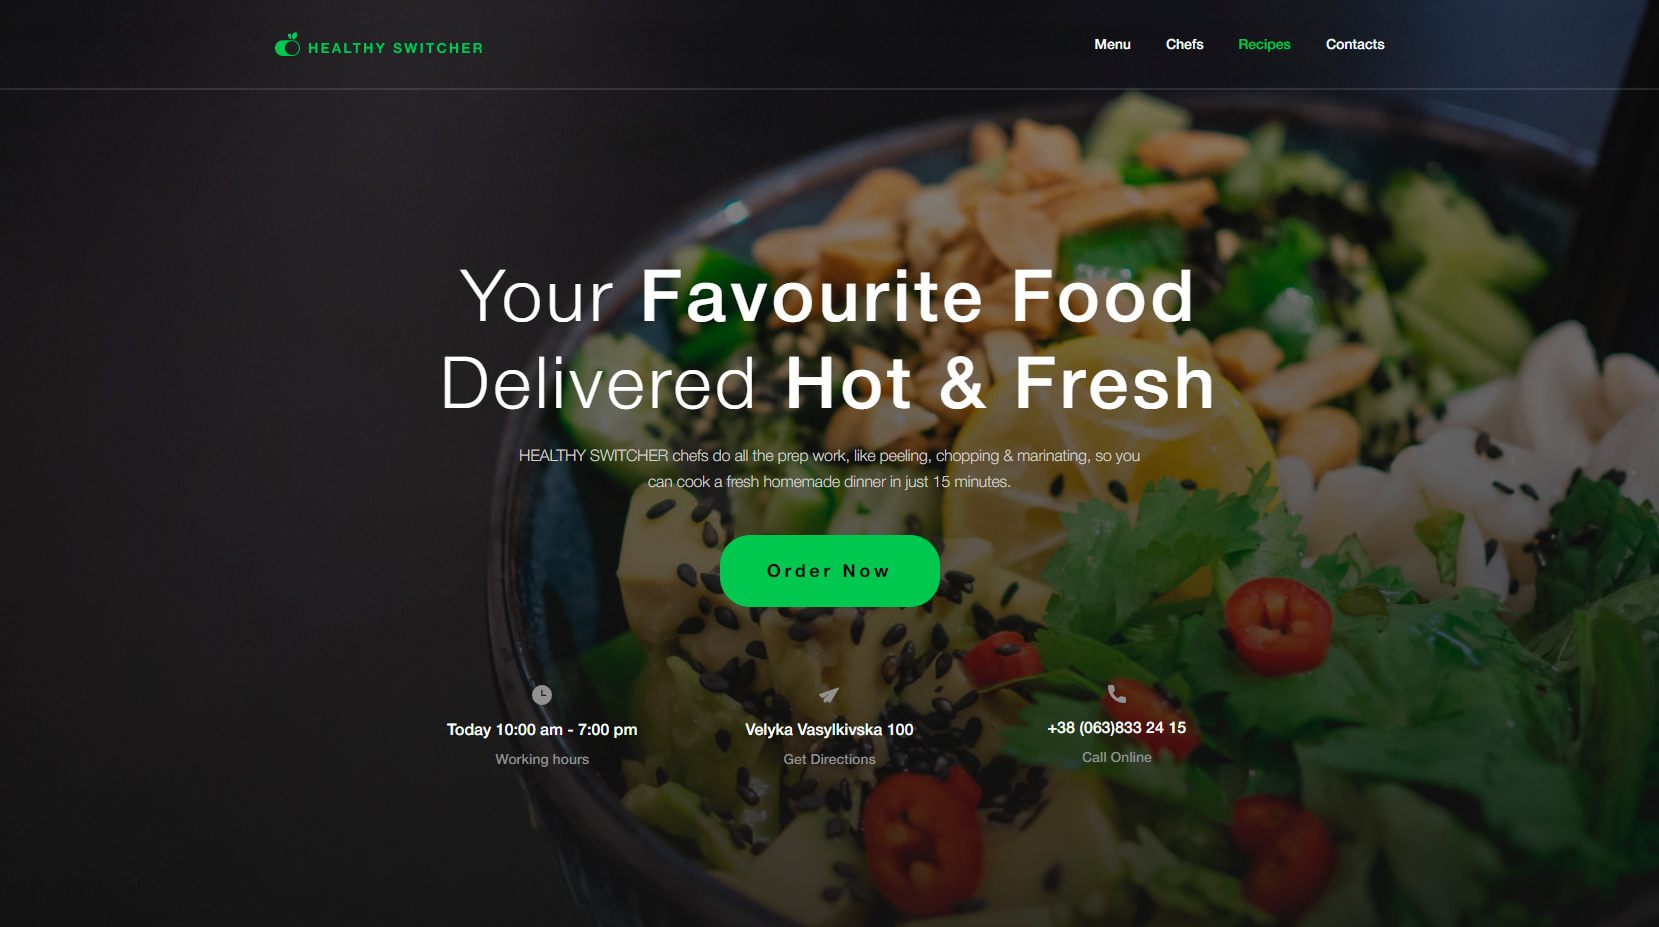 HEALTHY SWITCHER
Menu Chefs Recipes Contacts
Your Favourite Food
Delivered Hot & Fresh
HEALTHY SWITCHER chefs do all the prep work, like peeling, chopping & marinating, so you
can cook a fresh homemade dinner in just 15 minutes.
Order Now
Today 10:00 am - 7:00 pm
Working hours
Velyka Vasylkivska 100
Get Directions
+38 (063)833 24 15
Call Online